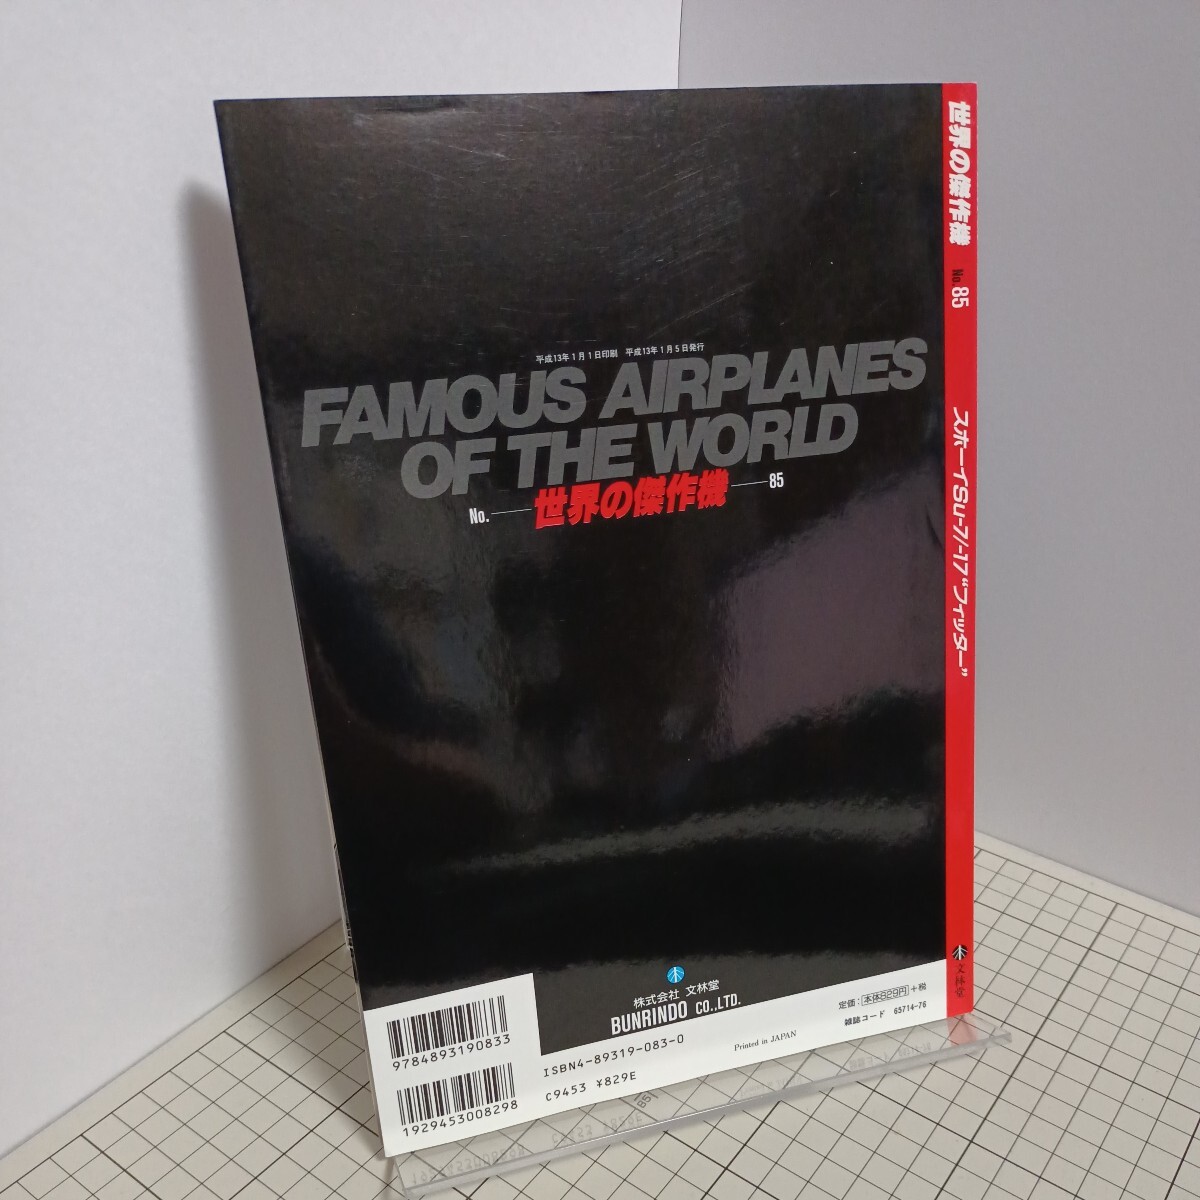 平成13年1月1日印刷 平成13年1月5日発行
FAMOUS AIRPLANES
OF THE WORLD
No.—世界の傑作機—85
世界の傑作機 No.85 スホーイSu-7/-17“フィッター” 文林堂
株式会社 文林堂
BUNRINDO CO.,LTD.
定価:本体829円+税
雑誌コード 65714-76
Printed in JAPAN
ISBN4-89319-083-0
C9453 ¥829E
9784893190833
1929453008298